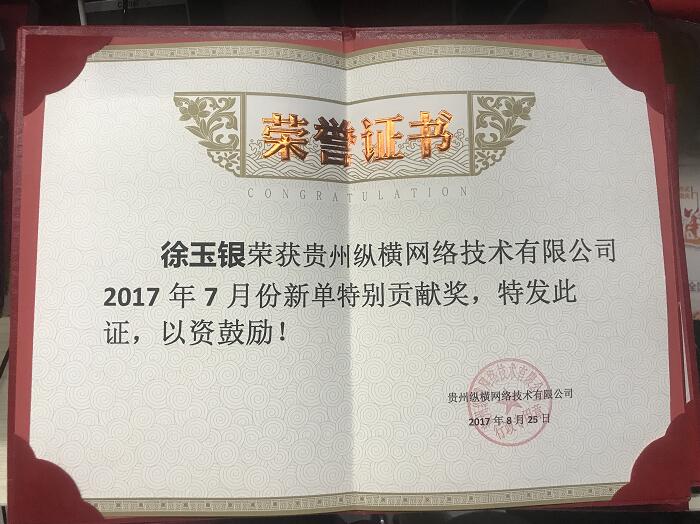 荣誉证书
CONGRATULATION
徐玉银荣获贵州纵横网络技术有限公司
2017 年 7 月份新单特别贡献奖，特发此
证，以资鼓励！
贵州纵横网络技术有限公司
2017 年 8 月 25 日